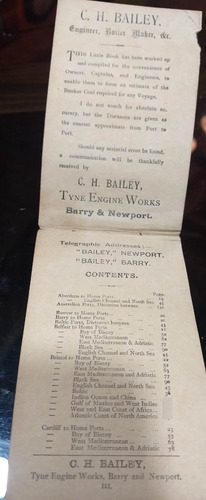 C. H. BAILEY,
Engineer, Boiler Maker, &c.
THIS Little Book has been worked up
and compiled for the convenience of
Owners, Captains, and Engineers, to
enable them to form an estimate of the
Bunker Coal required for any Voyage.
I do not vouch for absolute accuracy, but the Distances are given as
the nearest approximate from Port to
Port.
Should any material error be found,
a communication will be thankfully
received by
C. H. BAILEY,
TYNE ENGINE WORKS
Barry & Newport.
Telegraphic Addresses:—
"BAILEY," NEWPORT.
"BAILEY," BARRY.
CONTENTS.
Page.
Aberdeen to Home Ports
English Channel and North Sea
Australian Ports, Distances between
Barrow to Home Ports
Barry to Home Ports
Baltic Ports, Distances between
Belfast to Home Ports
Bay of Biscay
West Mediterranean
East Mediterranean & Adriatic
Black Sea
English Channel and North Sea
Bristol to Home Ports
Bay of Biscay
West Mediterranean
East Mediterranean and Adriatic
Black Sea
English Channel and North Sea
Baltic
Indian Ocean and China
Gulf of Mexico and West Indies
West and East Coast of Africa
Atlantic Coast of North America
Cardiff to Home Ports
Bay of Biscay
West Mediterranean
East Mediterranean and Adriatic
C. H. BAILEY,
Tyne Engine Works, Barry and Newport.
III.